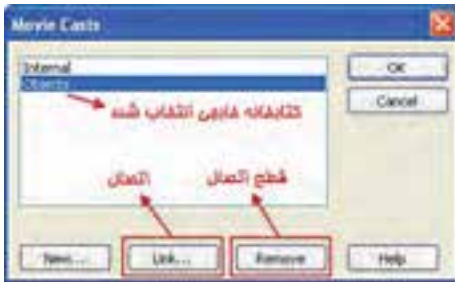 Movie Casts
Internal
Objects
OK
Cancel
کتابخانه خارجی انتخاب شده
اتصال
قطع اتصال
New...
Link...
Remove
Help